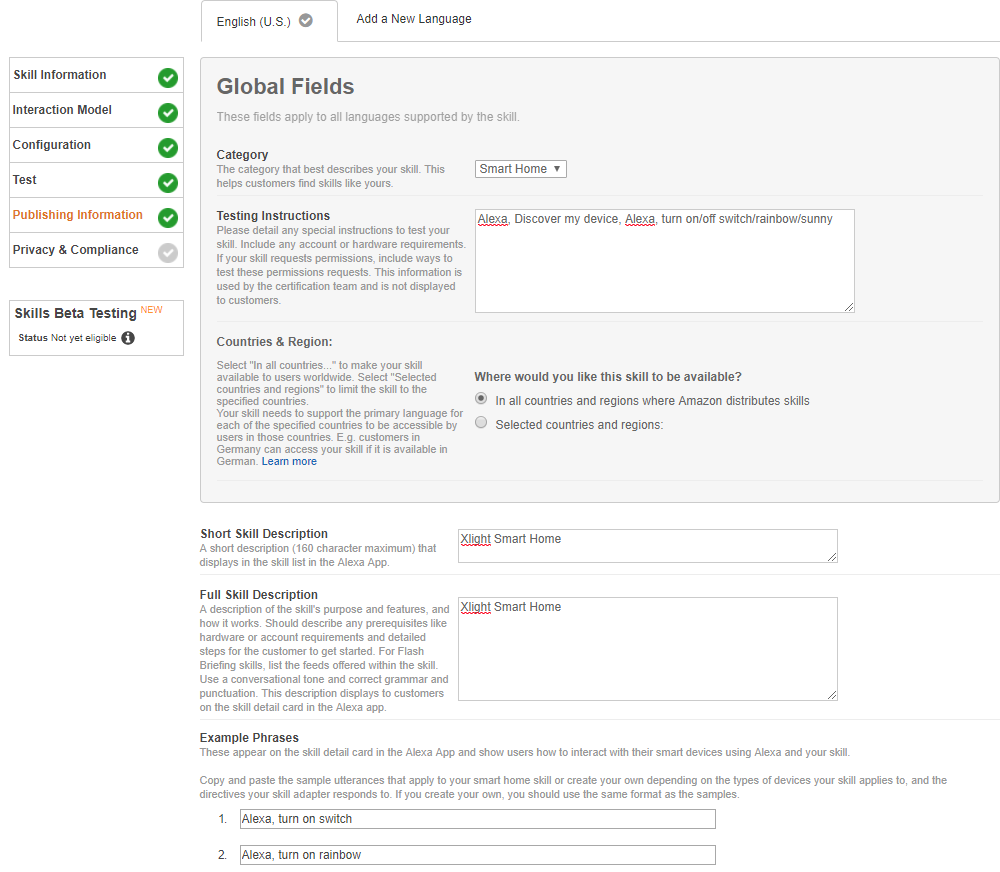 English (U.S.)
Add a New Language
Skill Information
Interaction Model
Configuration
Test
Publishing Information
Privacy & Compliance
Skills Beta Testing NEW
Status Not yet eligible
Global Fields
These fields apply to all languages supported by the skill.
Category
The category that best describes your skill. This
helps customers find skills like yours.
Smart Home
Testing Instructions
Please detail any special instructions to test your
skill. Include any account or hardware requirements.
If your skill requests permissions, include ways to
test these permissions requests. This information is
used by the certification team and is not displayed
to customers.
Alexa, Discover my device, Alexa, turn on/off switch/rainbow/sunny
Countries & Region:
Select "In all countries..." to make your skill
available to users worldwide. Select "Selected
countries and regions" to limit the skill to the
specified countries.
Your skill needs to support the primary language for
each of the specified countries to be accessible by
users in those countries. E.g. customers in
Germany can access your skill if it is available in
German. Learn more
Where would you like this skill to be available?
In all countries and regions where Amazon distributes skills
Selected countries and regions:
Short Skill Description
A short description (160 character maximum) that
displays in the skill list in the Alexa App.
Xlight Smart Home
Full Skill Description
A description of the skill's purpose and features, and
how it works. Should describe any prerequisites like
hardware or account requirements and detailed
steps for the customer to get started. For Flash
Briefing skills, list the feeds offered within the skill.
Use a conversational tone and correct grammar and
punctuation. This description displays to customers
on the skill detail card in the Alexa app.
Xlight Smart Home
Example Phrases
These appear on the skill detail card in the Alexa App and show users how to interact with their smart devices using Alexa and your skill.
Copy and paste the sample utterances that apply to your smart home skill or create your own depending on the types of devices your skill applies to, and the
directives your skill adapter responds to. If you create your own, you should use the same format as the samples.
1. Alexa, turn on switch
2. Alexa, turn on rainbow